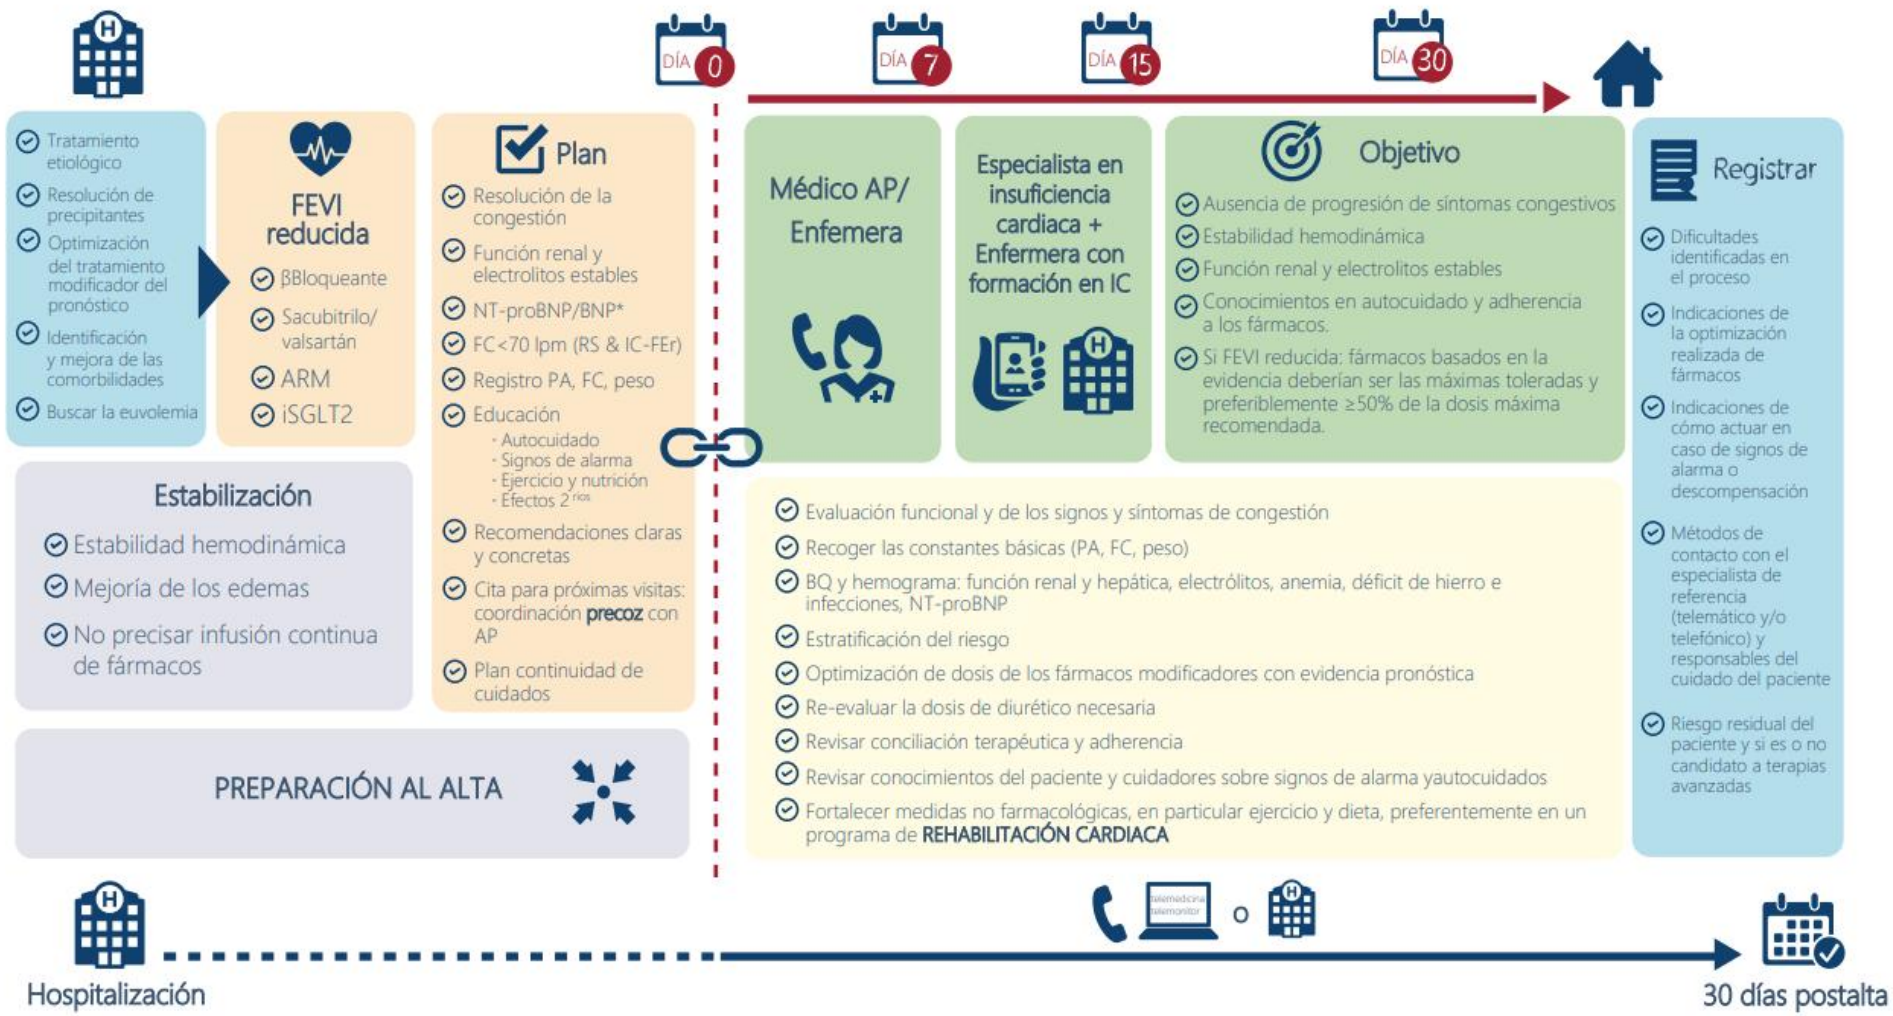 H
DÍA 0
DÍA 7
DÍA 15
DÍA 30
Tratamiento
etiológico
Resolución de
precipitantes
Optimización
del tratamiento
modificador del
pronóstico
Identificación
y mejora de las
comorbilidades
Buscar la euvolemia
FEVI
reducida
βBloqueante
Sacubitrilo/
valsartán
ARM
iSGLT2
Estabilización
Estabilidad hemodinámica
Mejoría de los edemas
No precisar infusión continua
de fármacos
Plan
Resolución de la
congestión
Función renal y
electrolitos estables
NT-proBNP/BNP*
FC<70 lpm (RS & IC-FEr)
Registro PA, FC, peso
Educación
- Autocuidado
- Signos de alarma
- Ejercicio y nutrición
- Efectos 2 rios
Recomendaciones claras
y concretas
Cita para próximas visitas:
coordinación precoz con
AP
Plan continuidad de
cuidados
PREPARACIÓN AL ALTA
Médico AP/
Enfemera
Especialista en
insuficiencia
cardiaca +
Enfermera con
formación en IC
H
Objetivo
Ausencia de progresión de síntomas congestivos
Estabilidad hemodinámica
Función renal y electrolitos estables
Conocimientos en autocuidado y adherencia
a los fármacos.
Si FEVI reducida: fármacos basados en la
evidencia deberían ser las máximas toleradas y
preferiblemente ≥50% de la dosis máxima
recomendada.
Evaluación funcional y de los signos y síntomas de congestión
Recoger las constantes básicas (PA, FC, peso)
BQ y hemograma: función renal y hepática, electrólitos, anemia, déficit de hierro e
infecciones, NT-proBNP
Estratificación del riesgo
Optimización de dosis de los fármacos modificadores con evidencia pronóstica
Re-evaluar la dosis de diurético necesaria
Revisar conciliación terapéutica y adherencia
Revisar conocimientos del paciente y cuidadores sobre signos de alarma yautocuidados
Fortalecer medidas no farmacológicas, en particular ejercicio y dieta, preferentemente en un
programa de REHABILITACIÓN CARDIACA
Registrar
Dificultades
identificadas en
el proceso
Indicaciones de
la optimización
realizada de
fármacos
Indicaciones de
cómo actuar en
caso de signos de
alarma o
descompensación
Métodos de
contacto con el
especialista de
referencia
(telemático y/o
telefónico) y
responsables del
cuidado del paciente
Riesgo residual del
paciente y si es o no
candidato a terapias
avanzadas
H
telemedicina
telemonitor
o
H
Hospitalización
30 días postalta